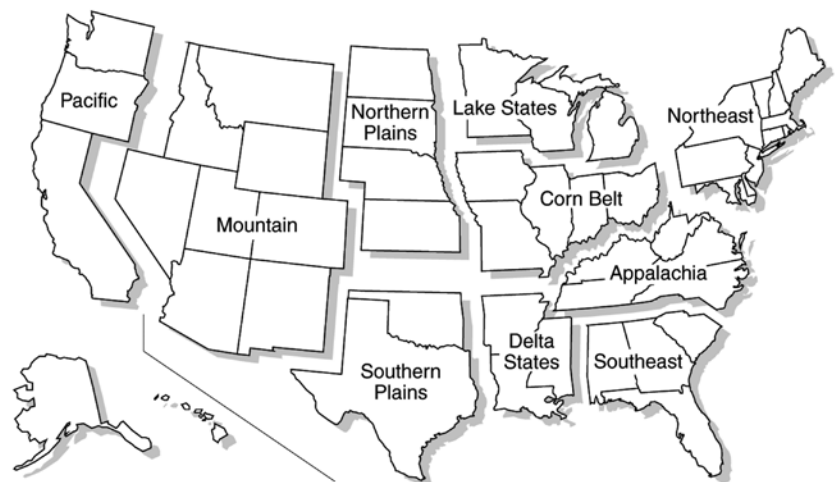 Pacific
Northern
Plains
Lake States
Northeast
Corn Belt
Mountain
Appalachia
Delta
States
Southeast
Southern
Plains